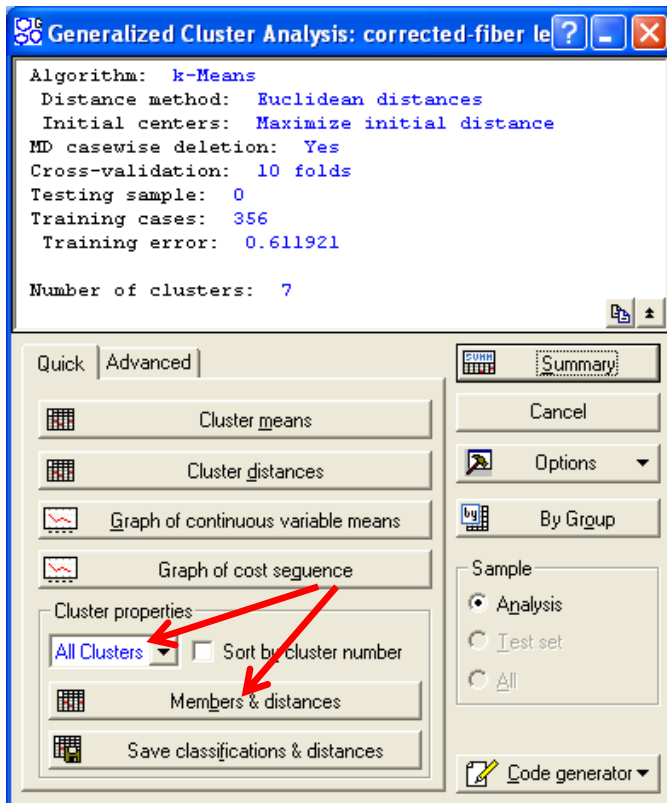 Generalized Cluster Analysis: corrected-fiber le
Algorithm: k-Means
Distance method: Euclidean distances
Initial centers: Maximize initial distance
MD casewise deletion: Yes
Cross-validation: 10 folds
Testing sample: 0
Training cases: 356
Training error: 0.611921
Number of clusters: 7
Quick
Advanced
Cluster means
Cluster distances
Graph of continuous variable means
Graph of cost sequence
Cluster properties
All Clusters
Sort by cluster number
Members & distances
Save classifications & distances
SUMM
Summary
Cancel
Options
by
By Group
Sample
Analysis
Test set
All
Code generator